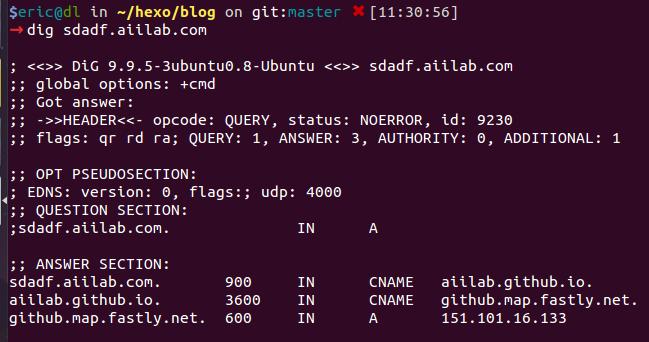 $eric@dl in ~/hexo/blog on git:master ✖ [11:30:56]
→ dig sdadf.aiilab.com
; <<>> DiG 9.9.5-3ubuntu0.8-Ubuntu <<>> sdadf.aiilab.com
;; global options: +cmd
;; Got answer:
;; ->>HEADER<<- opcode: QUERY, status: NOERROR, id: 9230
;; flags: qr rd ra; QUERY: 1, ANSWER: 3, AUTHORITY: 0, ADDITIONAL: 1
;; OPT PSEUDOSECTION:
; EDNS: version: 0, flags:; udp: 4000
;; QUESTION SECTION:
;sdadf.aiilab.com. IN A
;; ANSWER SECTION:
sdadf.aiilab.com. 900 IN CNAME aiilab.github.io.
aiilab.github.io. 3600 IN CNAME github.map.fastly.net.
github.map.fastly.net. 600 IN A 151.101.16.133